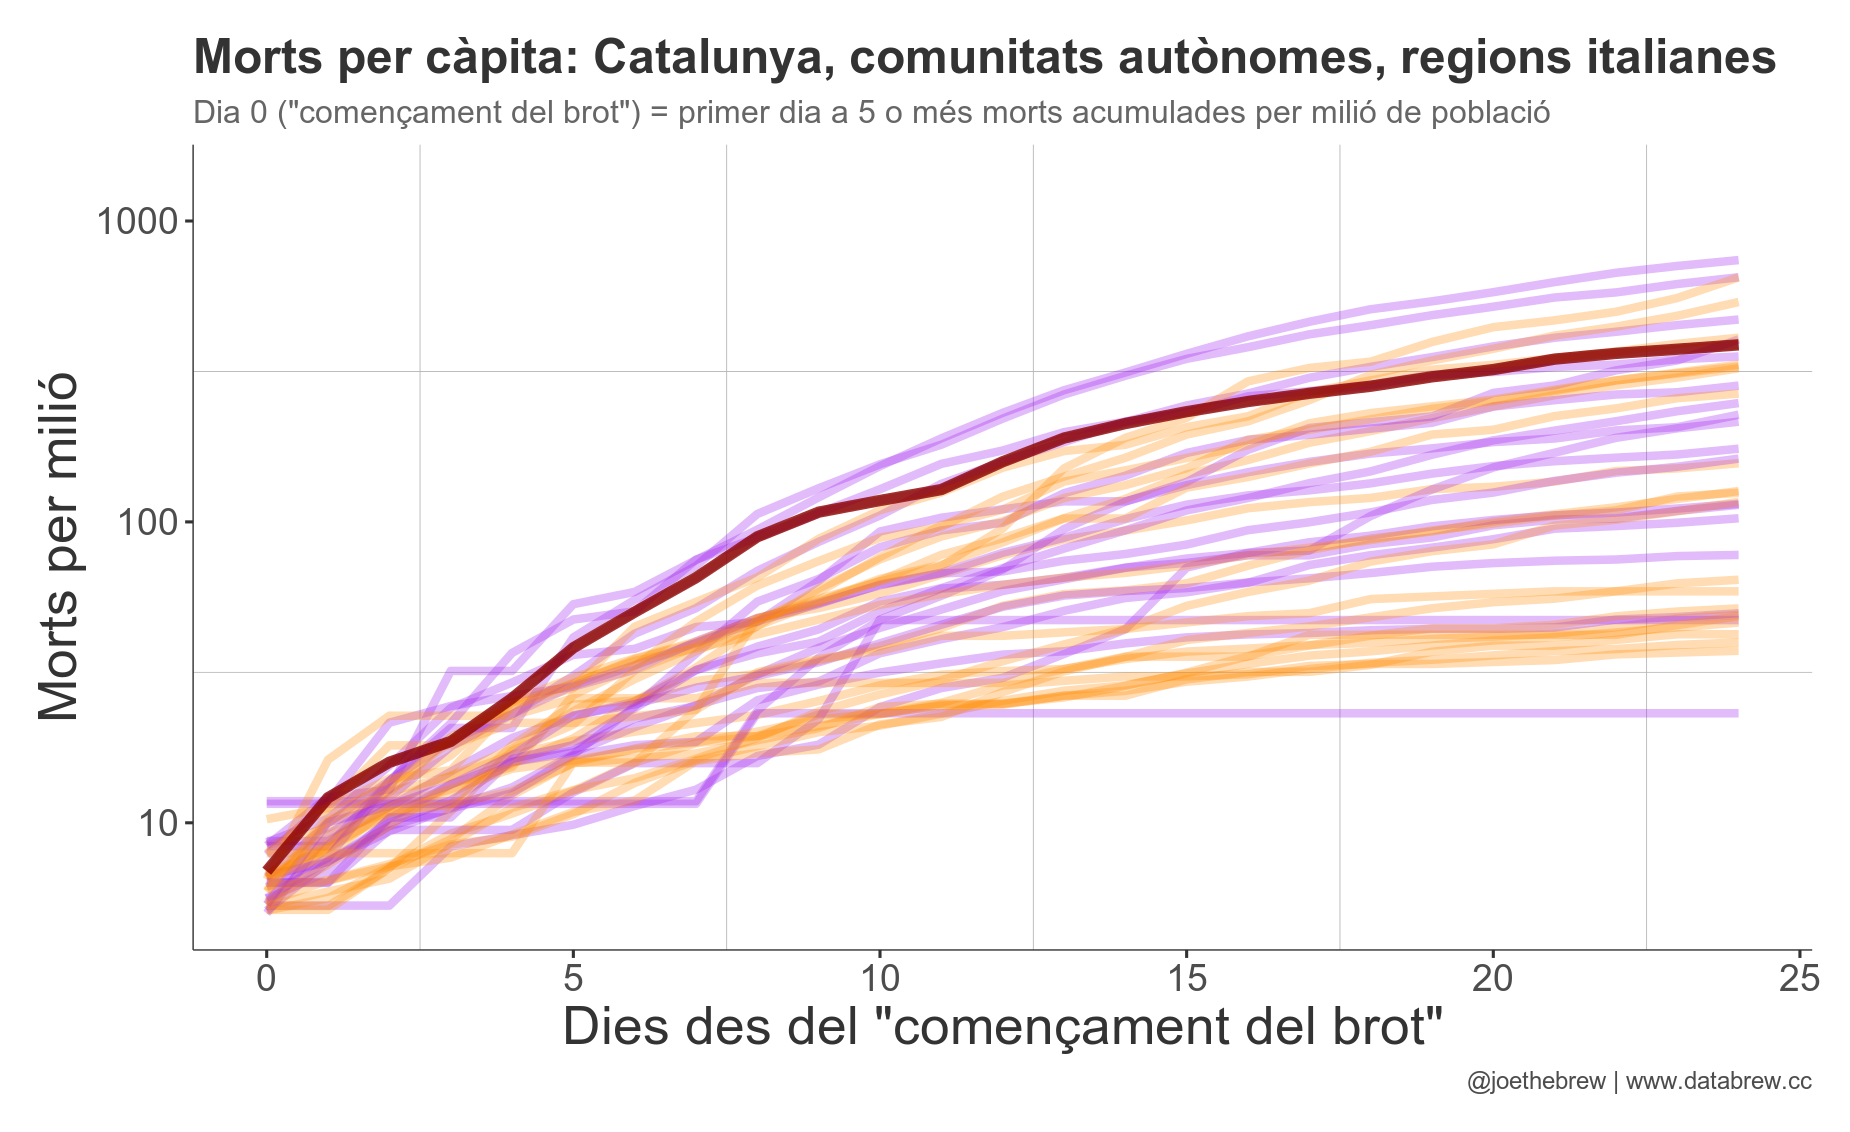 Morts per càpita: Catalunya, comunitats autònomes, regions italianes
Dia 0 ("començament del brot") = primer dia a 5 o més morts acumulades per milió de població
Morts per milió
1000
100
10
0 5 10 15 20 25
Dies des del "començament del brot"
@joethebrew | www.databrew.cc